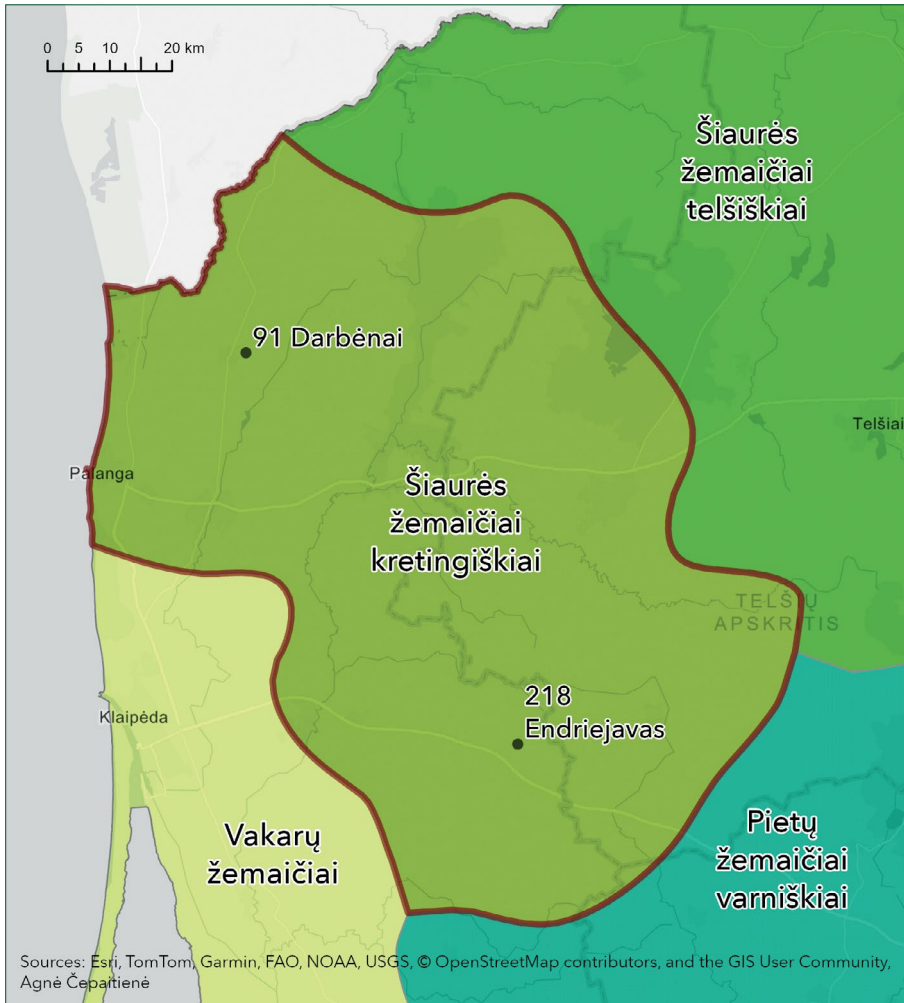 0 5 10 20 km
Šiaurės
žemaičiai
telšiškiai
91 Darbėnai
Telšiai
Palanga
Šiaurės
žemaičiai
kretingiškiai
TELŠIŲ
APSKRITIS
218
Endriejavas
Klaipėda
Vakarų
žemaičiai
Pietų
žemaičiai
varniškiai
Sources: Esri, TomTom, Garmin, FAO, NOAA, USGS, © OpenStreetMap contributors, and the GIS User Community,
Agnė Čepaitienė